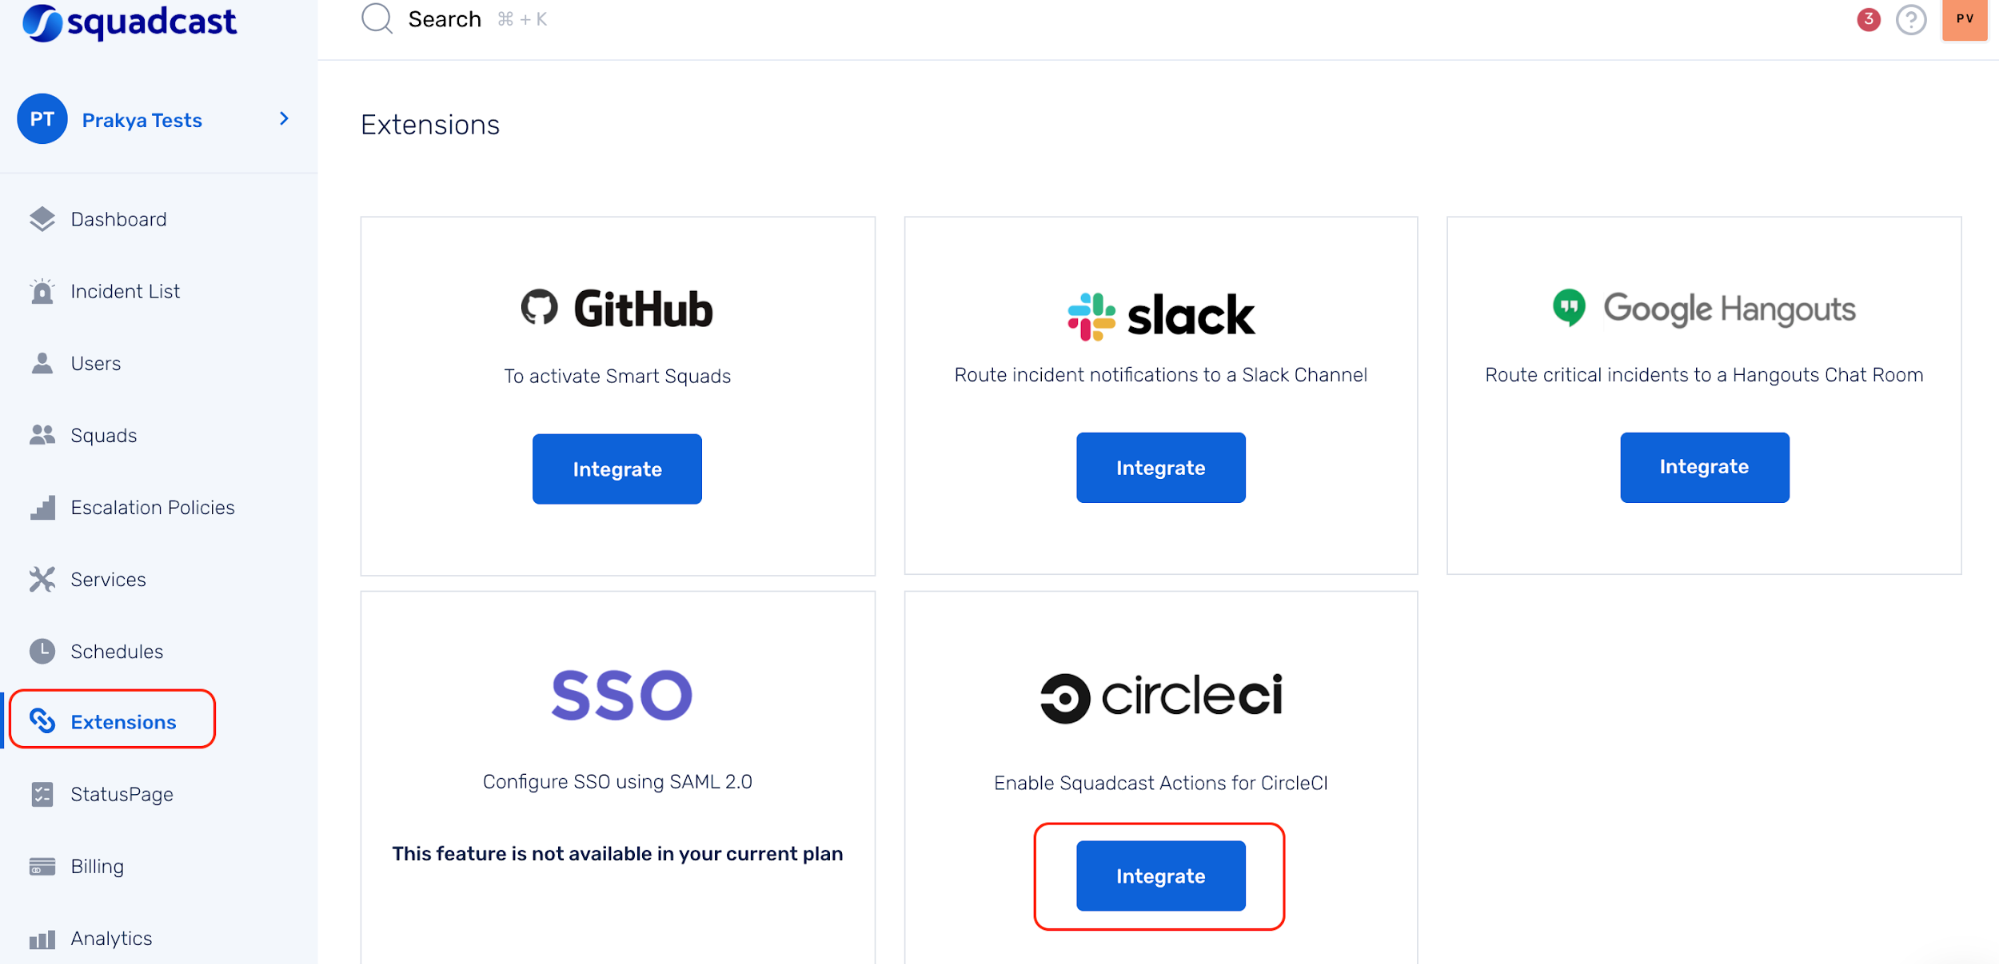 squadcast
Search ⌘ + K
3
?
PV
PT
Prakya Tests
Dashboard
Incident List
Users
Squads
Escalation Policies
Services
Schedules
Extensions
StatusPage
Billing
Analytics
Extensions
GitHub
To activate Smart Squads
Integrate
slack
Route incident notifications to a Slack Channel
Integrate
Google Hangouts
Route critical incidents to a Hangouts Chat Room
Integrate
SSO
Configure SSO using SAML 2.0
This feature is not available in your current plan
circleci
Enable Squadcast Actions for CircleCI
Integrate